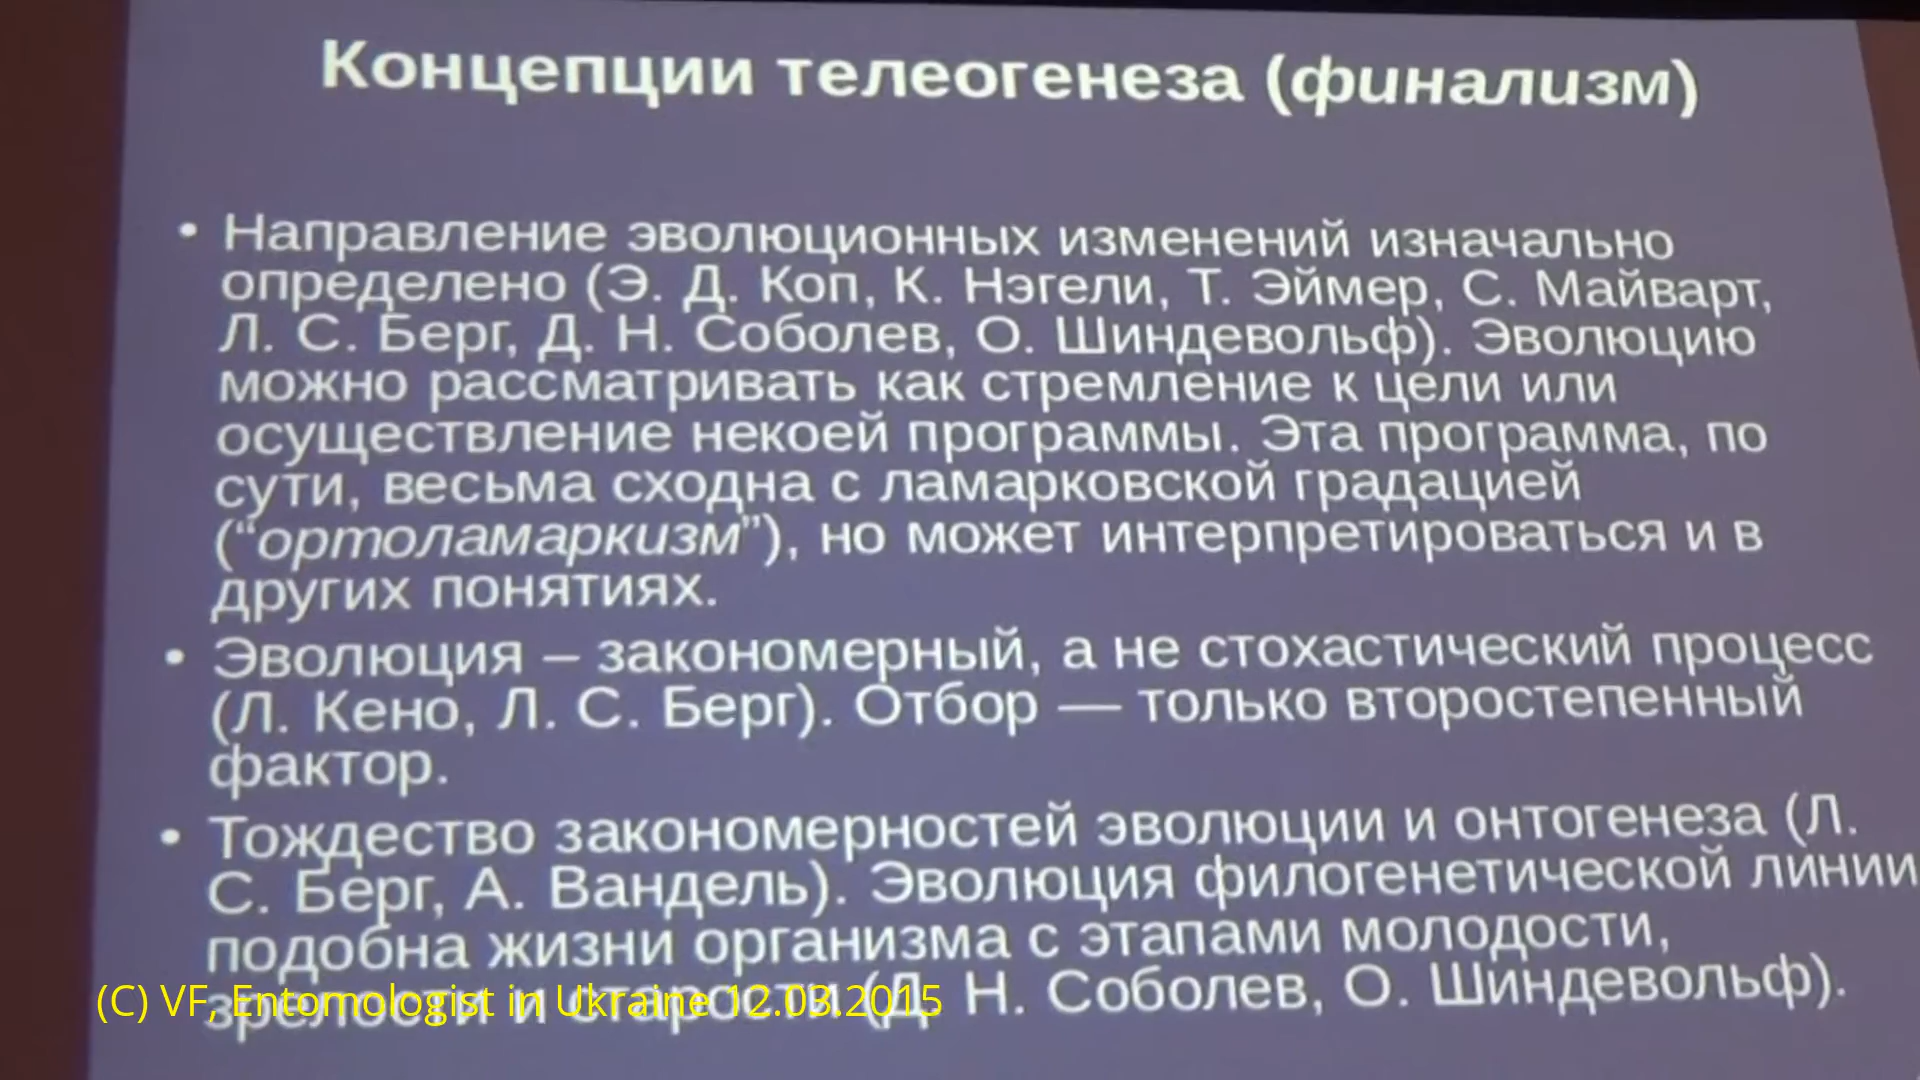 Концепции телеогенеза (финализм)
• Направление эволюционных изменений изначально
определено (Э. Д. Коп, К. Нэгели, Т. Эймер, С. Майварт,
Л. С. Берг, Д. Н. Соболев, О. Шиндевольф). Эволюцию
можно рассматривать как стремление к цели или
осуществление некоей программы. Эта программа, по
сути, весьма сходна с ламарковской градацией
(“ортоламаркизм”), но может интерпретироваться и в
других понятиях.
• Эволюция – закономерный, а не стохастический процесс
(Л. Кено, Л. С. Берг). Отбор — только второстепенный
фактор.
• Тождество закономерностей эволюции и онтогенеза (Л.
С. Берг, А. Вандель). Эволюция филогенетической линии
подобна жизни организма с этапами молодости,
зрелости и старости (Д. Н. Соболев, О. Шиндевольф).
(C) VF, Entomologist in Ukraine 12.03.2015